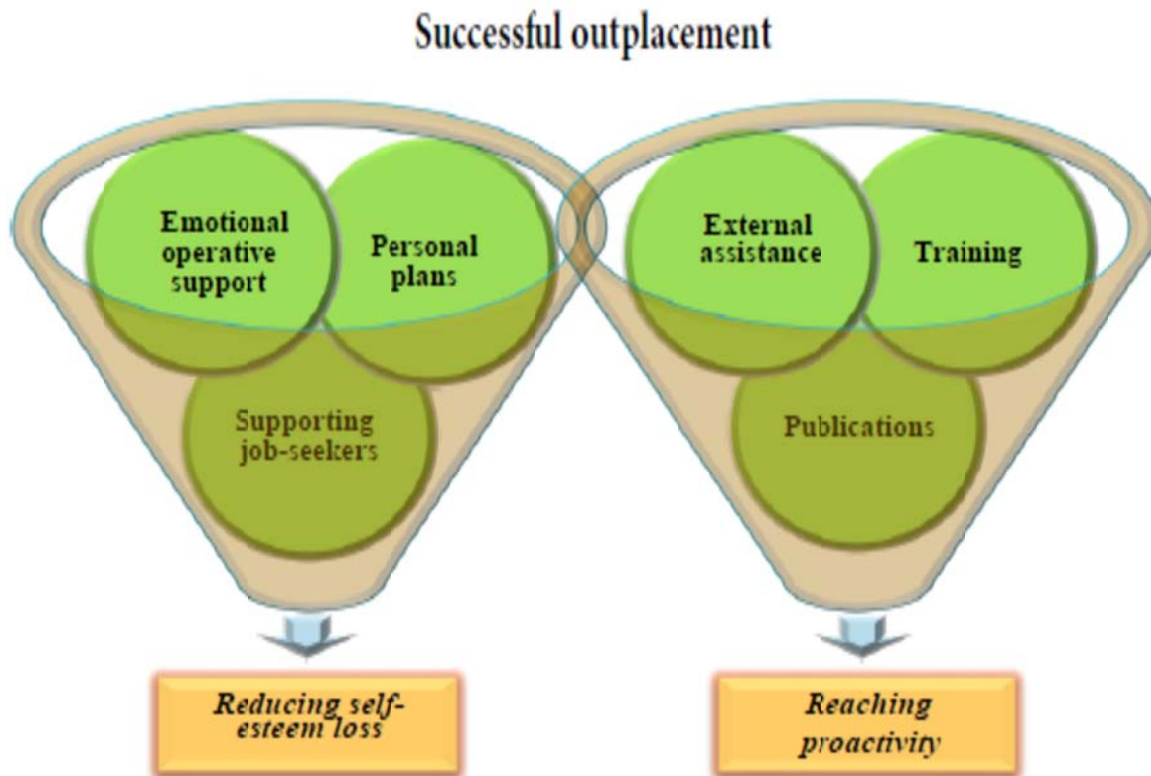 Successful outplacement
Emotional
operative
support
Personal
plans
Supporting
job-seekers
External
assistance
Training
Publications
Reducing self-
esteem loss
Reaching
proactivity